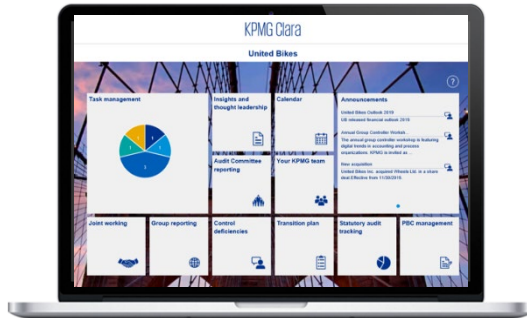 KPMG Clara
United Bikes
?
Task management
Insights and
thought leadership
Calendar
Announcements
United Bikes Outlook 2019
GB released financial outlook 2019
Annual Group Controller Worksh...
The annual group controller workshop is featuring
digital trends in accounting and process
organizations. KPMG is invited as ...
New acquisition
United Bikes Inc. acquired Wheels Ltd. in a share
deal Effective from 11/29/2018.
Audit Committee
reporting
Your KPMG team
Joint working
Group reporting
Control
deficiencies
Transition plan
Statutory audit
tracking
PBC management